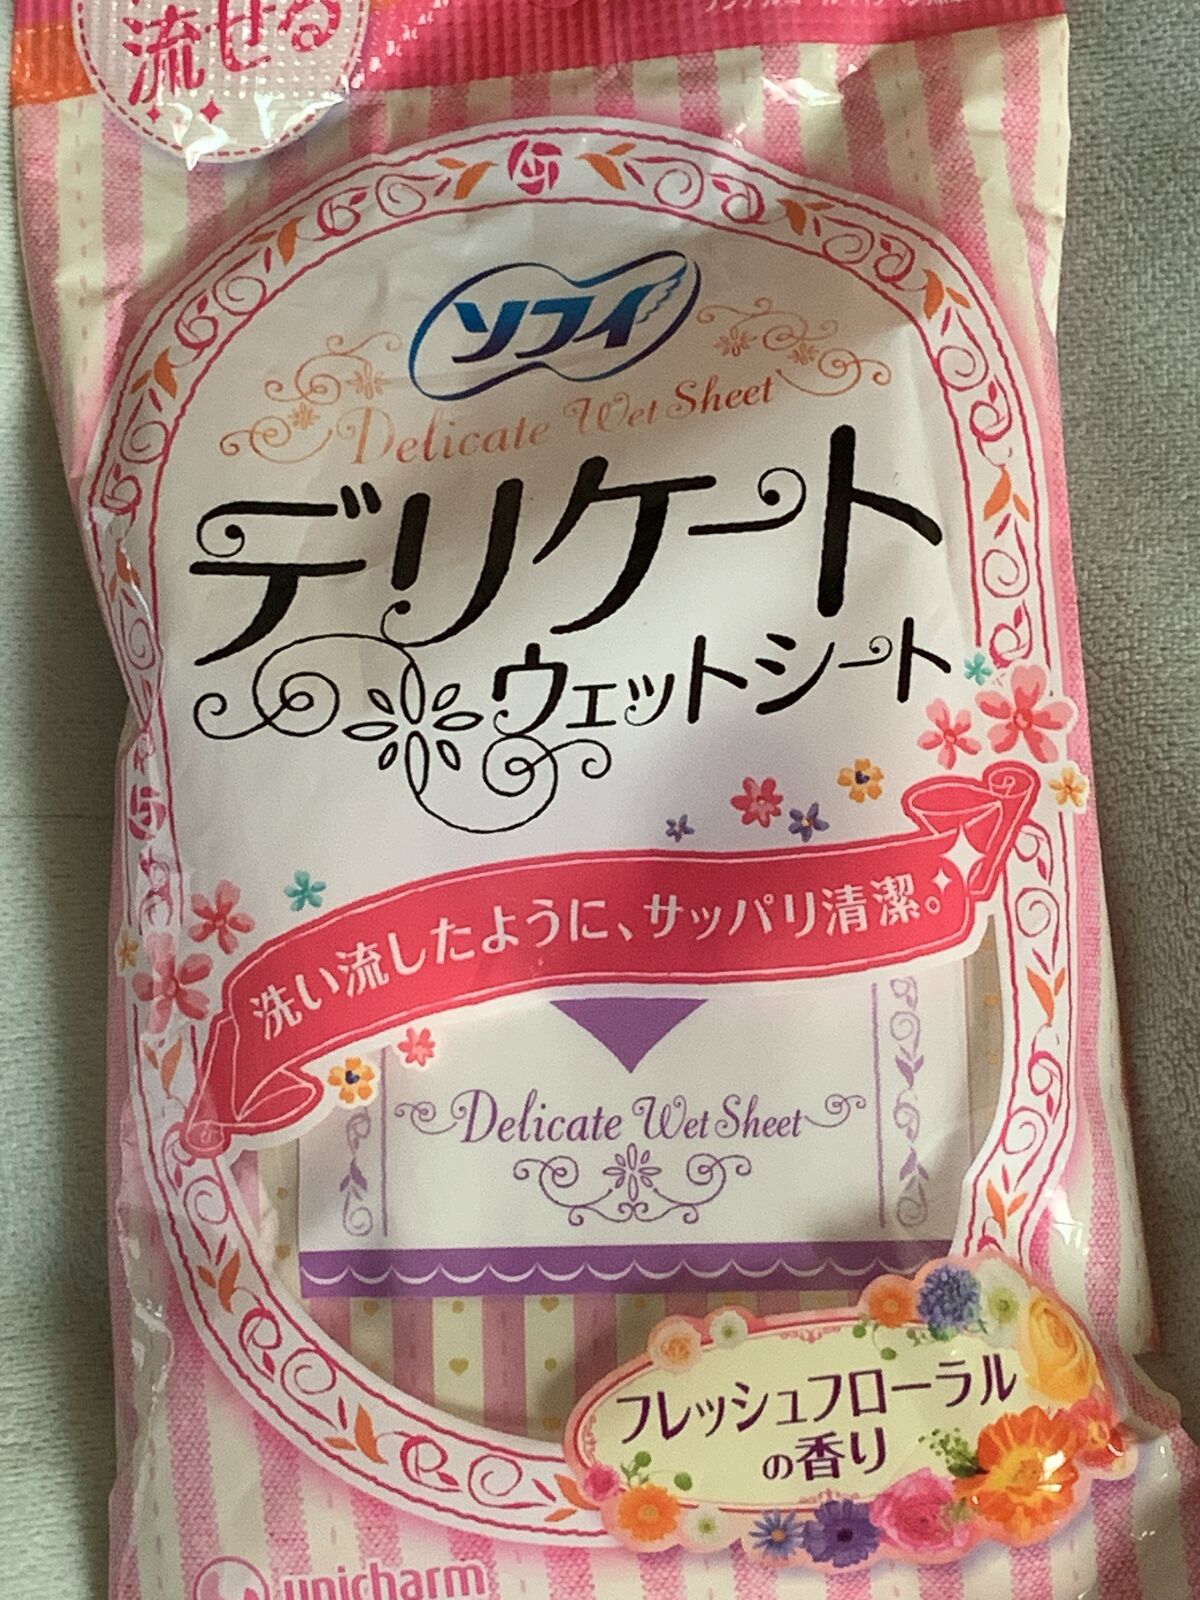 流せる
ソフィ
Delicate Wet Sheet
デリケート
ウェットシート
洗い流したように、サッパリ清潔。
Delicate Wet Sheet
フレッシュフローラル
の香り
unicharm